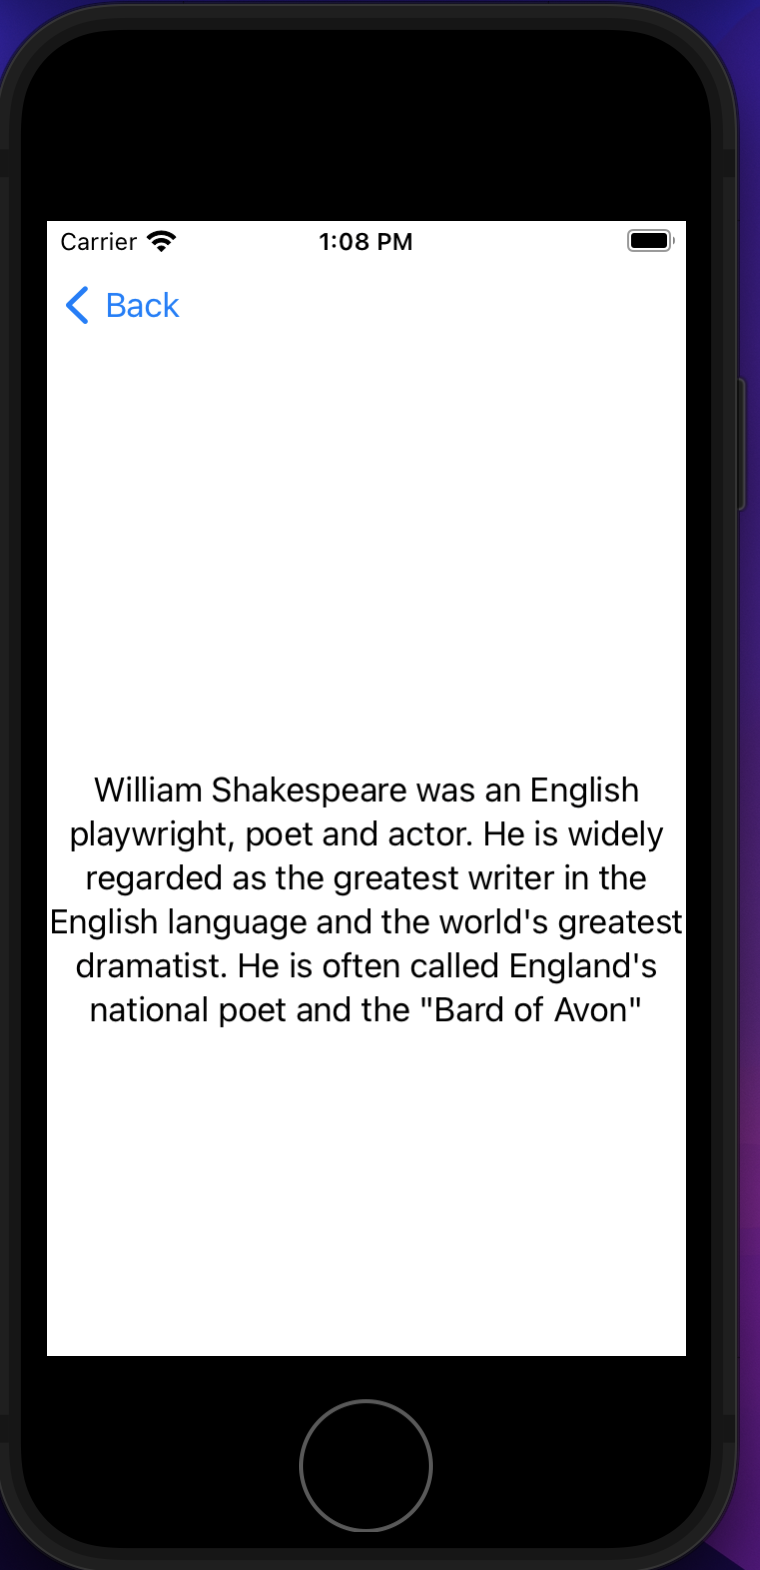 Carrier
1:08 PM
Back
William Shakespeare was an English
playwright, poet and actor. He is widely
regarded as the greatest writer in the
English language and the world's greatest
dramatist. He is often called England's
national poet and the "Bard of Avon"